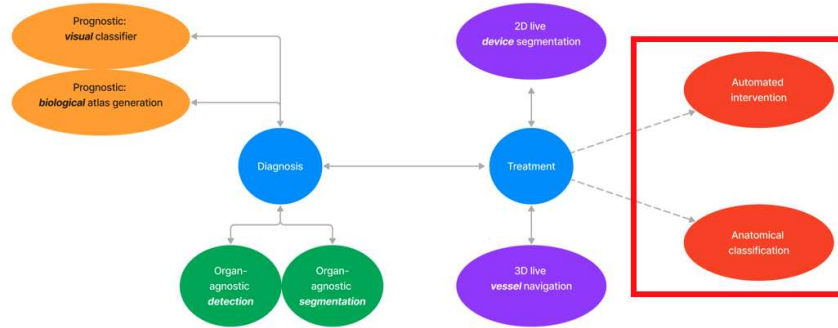 Prognostic:
visual classifier
Prognostic:
biological atlas generation
2D live
device segmentation
Automated
intervention
Diagnosis
Treatment
Organ-
agnostic
detection
Organ-
agnostic
segmentation
3D live
vessel navigation
Anatomical
classification